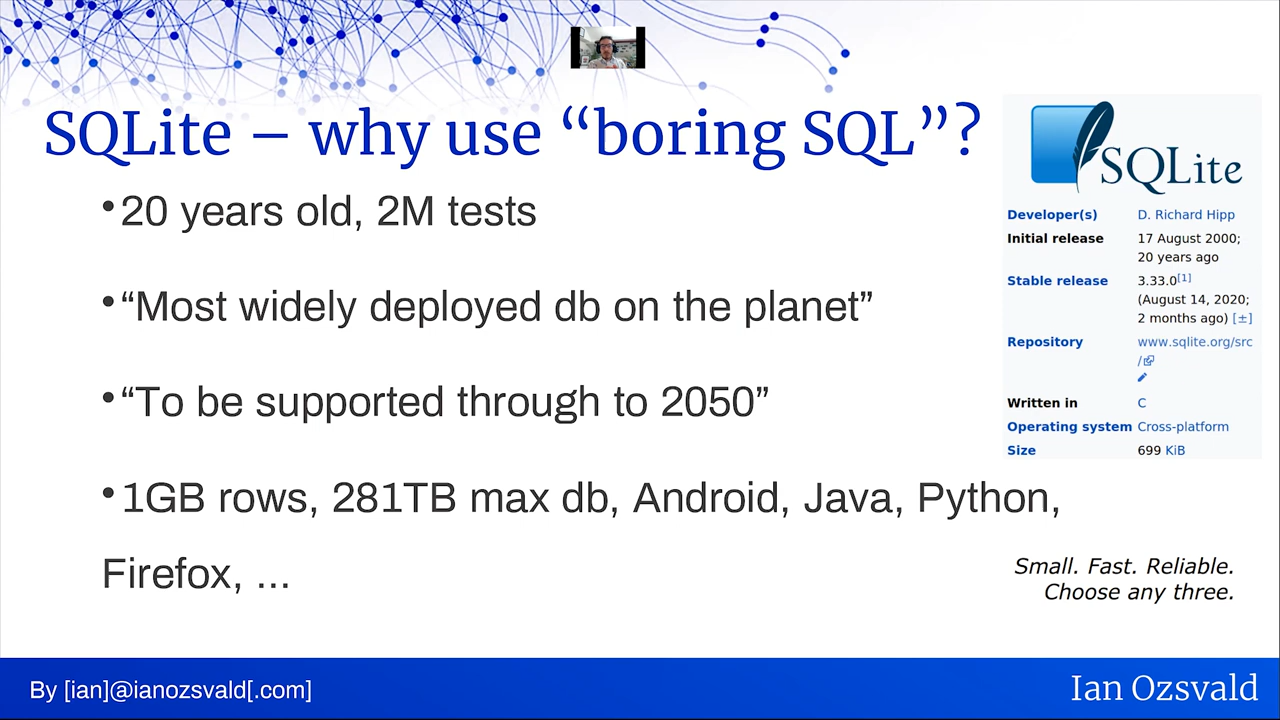 SQLite – why use “boring SQL”?
•20 years old, 2M tests
•“Most widely deployed db on the planet”
•“To be supported through to 2050”
•1GB rows, 281TB max db, Android, Java, Python,
Firefox, ...
SQLite
Developer(s) D. Richard Hipp
Initial release 17 August 2000;
20 years ago
Stable release 3.33.0[1]
(August 14, 2020;
2 months ago) [±]
Repository www.sqlite.org/src
/
Written in C
Operating system Cross-platform
Size 699 KiB
Small. Fast. Reliable.
Choose any three.
By [ian]@ianozsvald[.com]
Ian Ozsvald